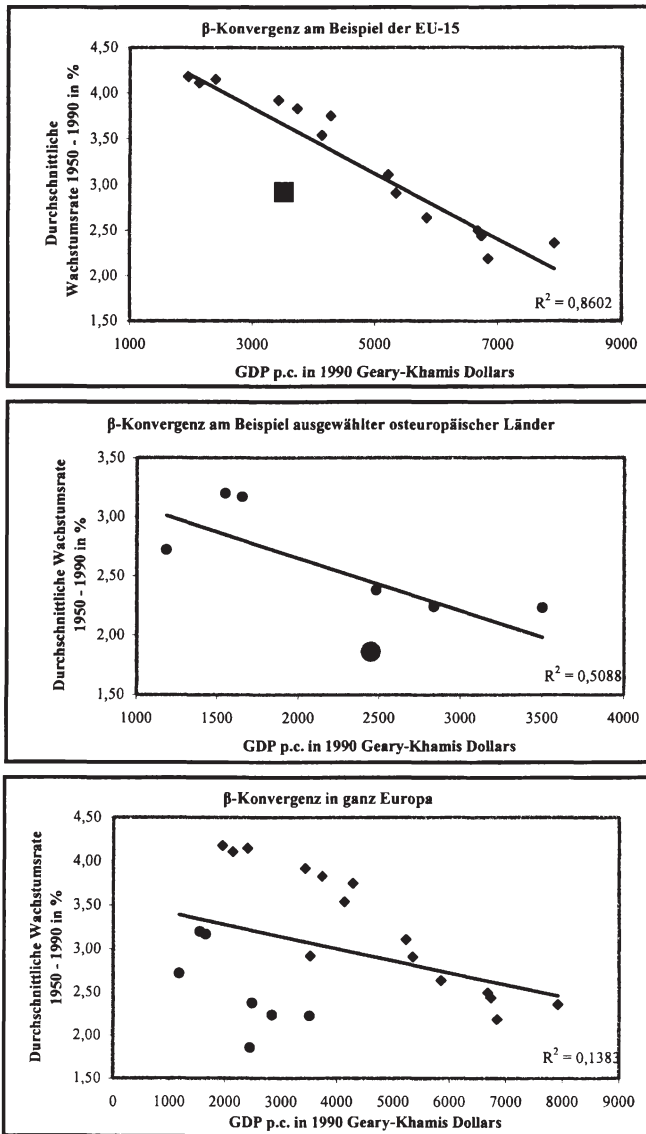 β-Konvergenz am Beispiel der EU-15
Durchschnittliche
Wachstumsrate 1950 - 1990 in %
4,50
4,00
3,50
3,00
2,50
2,00
1,50
R² = 0,8602
1000 3000 5000 7000 9000
GDP p.c. in 1990 Geary-Khamis Dollars
β-Konvergenz am Beispiel ausgewählter osteuropäischer Länder
Durchschnittliche Wachstumsrate
1950 - 1990 in %
3,50
3,00
2,50
2,00
1,50
R² = 0,5088
1000 1500 2000 2500 3000 3500 4000
GDP p.c. in 1990 Geary-Khamis Dollars
β-Konvergenz in ganz Europa
Durchschnittliche Wachstumsrate
1950 - 1990 in %
4,50
4,00
3,50
3,00
2,50
2,00
1,50
R² = 0,1383
0 1000 2000 3000 4000 5000 6000 7000 8000 9000
GDP p.c. in 1990 Geary-Khamis Dollars